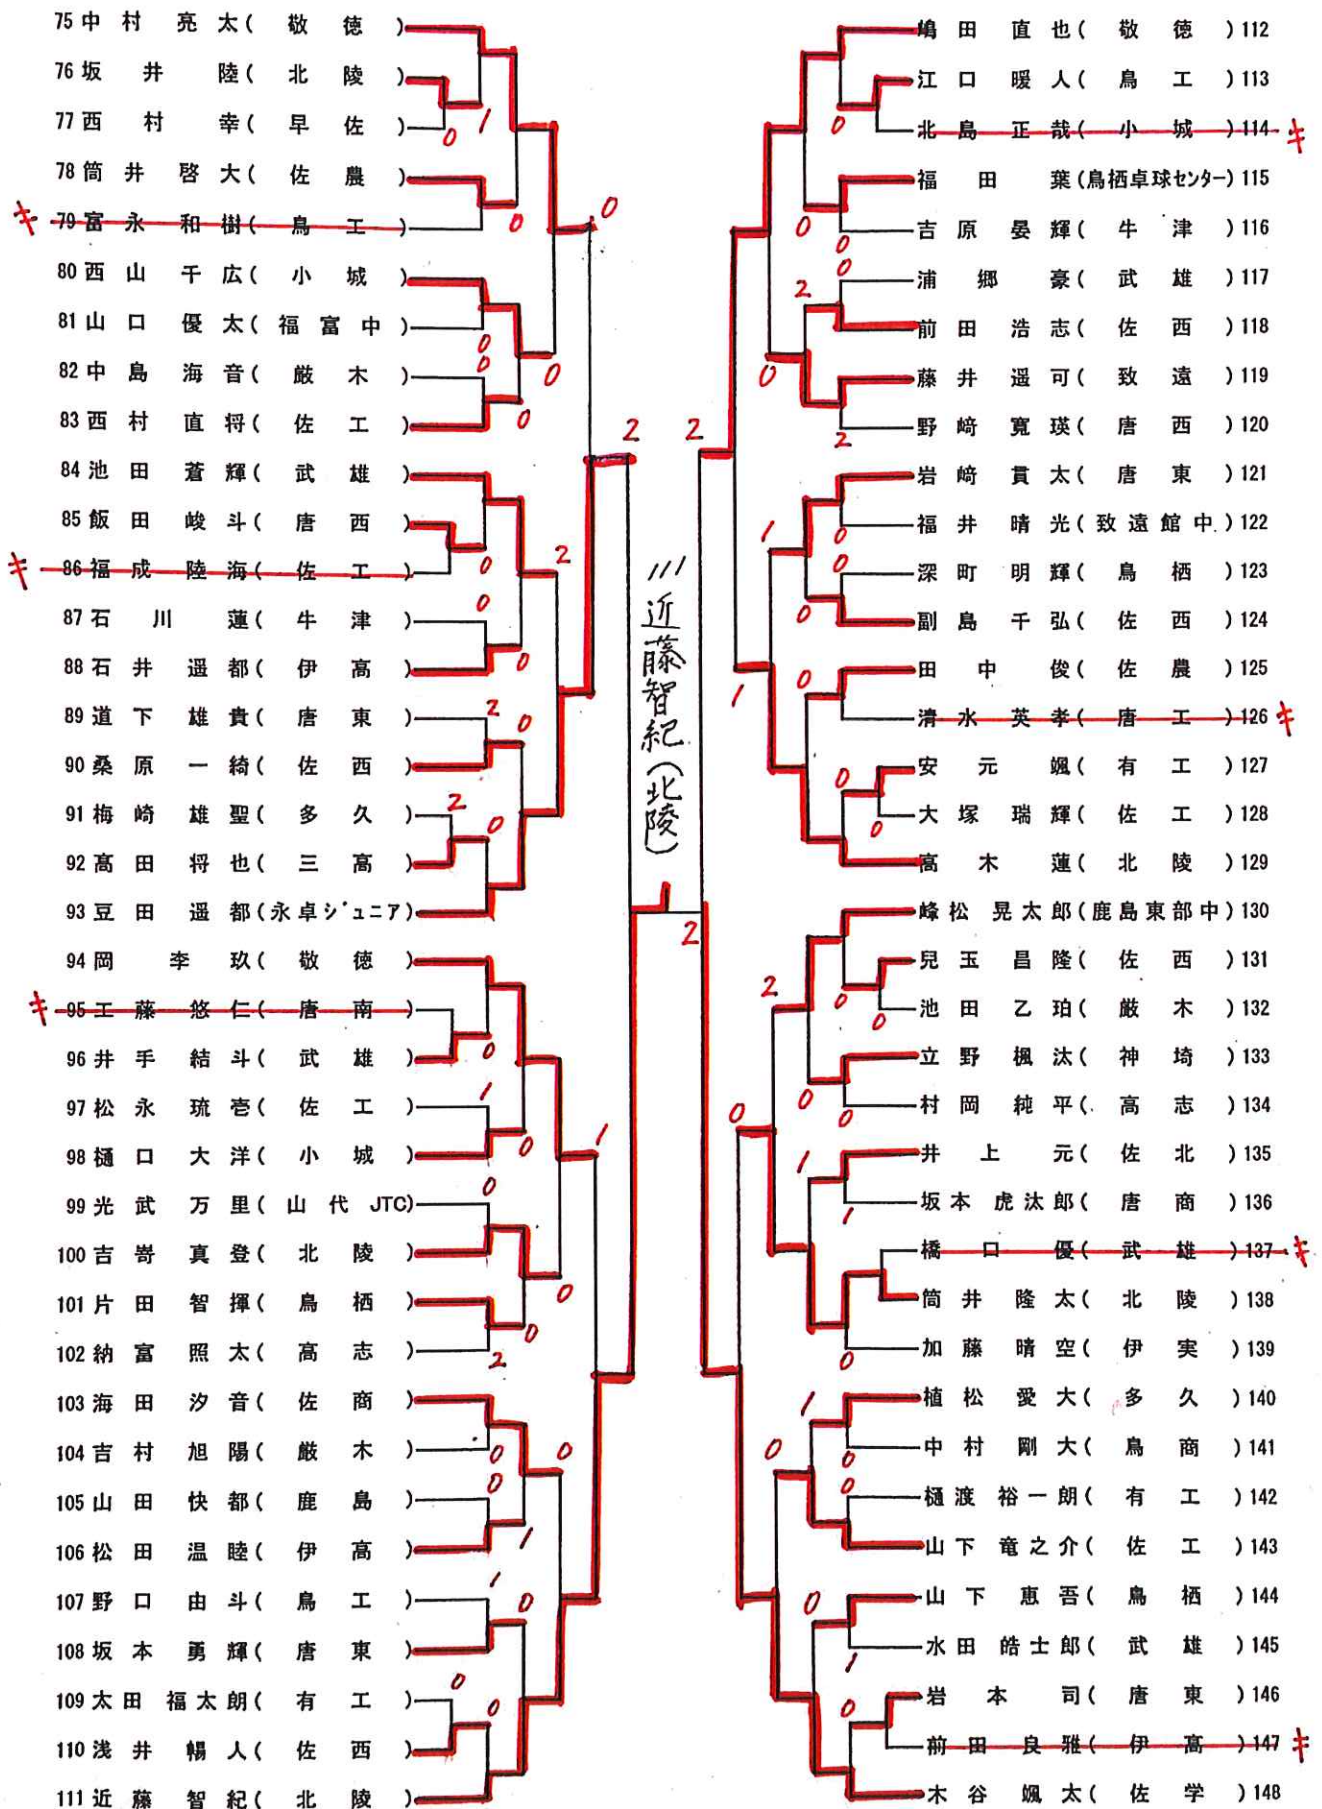 75 中村 亮太( 敬徳 )
76 坂井 陸( 北陵 )
77 西村 幸( 早佐 )
78 筒井 啓大( 佐農 )
キ 79 富永 和樹( 鳥工 )
80 西山 千広( 小城 )
81 山口 優太( 福富中 )
82 中島 海音( 厳木 )
83 西村 直将( 佐工 )
84 池田 蒼輝( 武雄 )
85 飯田 峻斗( 唐西 )
キ 86 福成 陸海( 佐工 )
87 石川 蓮( 牛津 )
88 石井 遥都( 伊高 )
89 道下 雄貴( 唐東 )
90 桑原 一綺( 佐西 )
91 梅崎 雄聖( 多久 )
92 髙田 将也( 三高 )
93 豆田 遥都(永卓ジュニア)
94 岡 李玖( 敬徳 )
キ 95 工藤 悠仁( 唐南 )
96 井手 結斗( 武雄 )
97 松永 琉壱( 佐工 )
98 樋口 大洋( 小城 )
99 光武 万里( 山代 JTC)
100 吉嵜 真登( 北陵 )
101 片田 智揮( 鳥栖 )
102 納富 照太( 高志 )
103 海田 汐音( 佐商 )
104 吉村 旭陽( 厳木 )
105 山田 快都( 鹿島 )
106 松田 温睦( 伊高 )
107 野口 由斗( 鳥工 )
108 坂本 勇輝( 唐東 )
109 太田 福太朗( 有工 )
110 浅井 暢人( 佐西 )
111 近藤 智紀( 北陵 )
111
近藤智紀(北陵)
嶋田 直也( 敬徳 )112
江口 暖人( 鳥工 )113
北島 正哉( 小城 )114 キ
福田 葉(鳥栖卓球センター)115
吉原 晏輝( 牛津 )116
浦郷 豪( 武雄 )117
前田 浩志( 佐西 )118
藤井 遥可( 致遠 )119
野﨑 寛瑛( 唐西 )120
岩﨑 貫太( 唐東 )121
福井 晴光( 致遠館中. )122
深町 明輝( 鳥栖 )123
副島 千弘( 佐西 )124
田中 俊( 佐農 )125
清水 英孝( 唐工 )126 キ
安元 颯( 有工 )127
大塚 瑞輝( 佐工 )128
高木 蓮( 北陵 )129
峰松 晃太郎(鹿島東部中)130
兒玉 昌隆( 佐西 )131
池田 乙珀( 厳木 )132
立野 楓汰( 神埼 )133
村岡 純平( 高志 )134
井上 元( 佐北 )135
坂本 虎汰郎( 唐商 )136
橋口 優( 武雄 )137 キ
筒井 隆太( 北陵 )138
加藤 晴空( 伊実 )139
植松 愛大( 多久 )140
中村 剛大( 鳥商 )141
樋渡 裕一朗( 有工 )142
山下 竜之介( 佐工 )143
山下 恵吾( 鳥栖 )144
水田 皓士郎( 武雄 )145
岩本 司( 唐東 )146
前田 良雅( 伊高 )147 キ
木谷 颯太( 佐学 )148